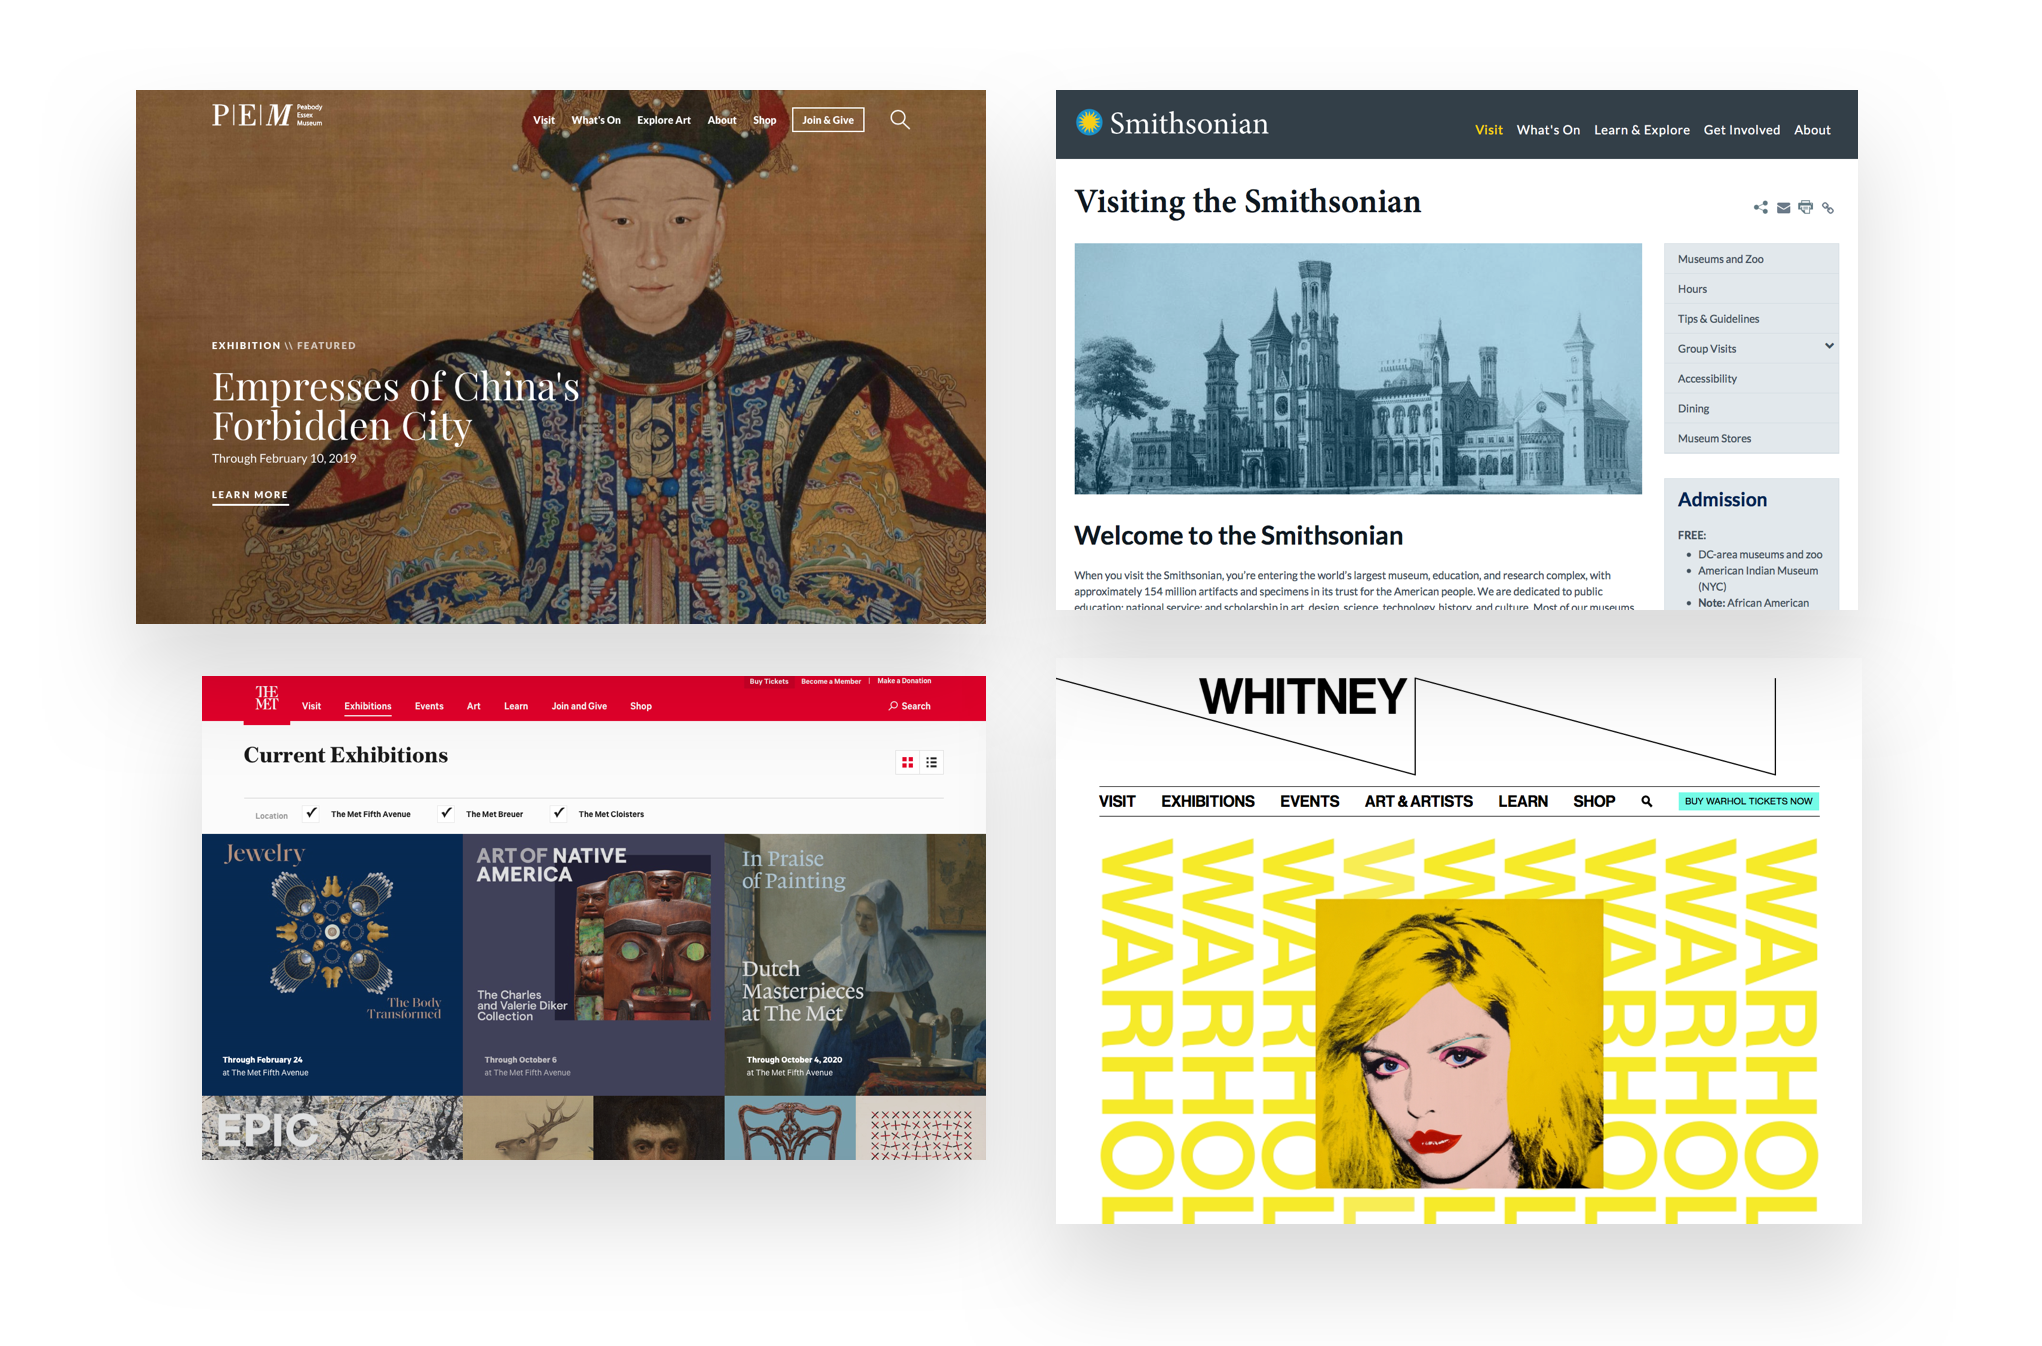 P|E|M Peabody
Essex
Museum
Visit What's On Explore Art About Shop Join & Give
EXHIBITION \\ FEATURED
Empresses of China's
Forbidden City
Through February 10, 2019
LEARN MORE
Smithsonian
Visit What's On Learn & Explore Get Involved About
Visiting the Smithsonian
Museums and Zoo
Hours
Tips & Guidelines
Group Visits
Accessibility
Dining
Museum Stores
Welcome to the Smithsonian
When you visit the Smithsonian, you're entering the world's largest museum, education, and research complex, with
approximately 154 million artifacts and specimens in its trust for the American people. We are dedicated to public
education; national service; and scholarship in art, design, science, technology, history, and culture. Most of our museums
Admission
FREE:
• DC-area museums and zoo
• American Indian Museum
(NYC)
• Note: African American
Buy Tickets Become a Member | Make a Donation
THE
MET
Visit Exhibitions Events Art Learn Join and Give Shop Search
Current Exhibitions
Location The Met Fifth Avenue The Met Breuer The Met Cloisters
Jewelry
The Body
Transformed
Through February 24
at The Met Fifth Avenue
ART OF NATIVE
AMERICA
The Charles
and Valerie Diker
Collection
Through October 6
at The Met Fifth Avenue
In Praise
of Painting
Dutch
Masterpieces
at The Met
Through October 4, 2020
at The Met Fifth Avenue
EPIC
WHITNEY
VISIT EXHIBITIONS EVENTS ART & ARTISTS LEARN SHOP BUY WARHOL TICKETS NOW
WARHOL
WARHOL
WARHOL
WARHOL
WARHOL
WARHOL
WARHOL
WARHOL
WARHOL